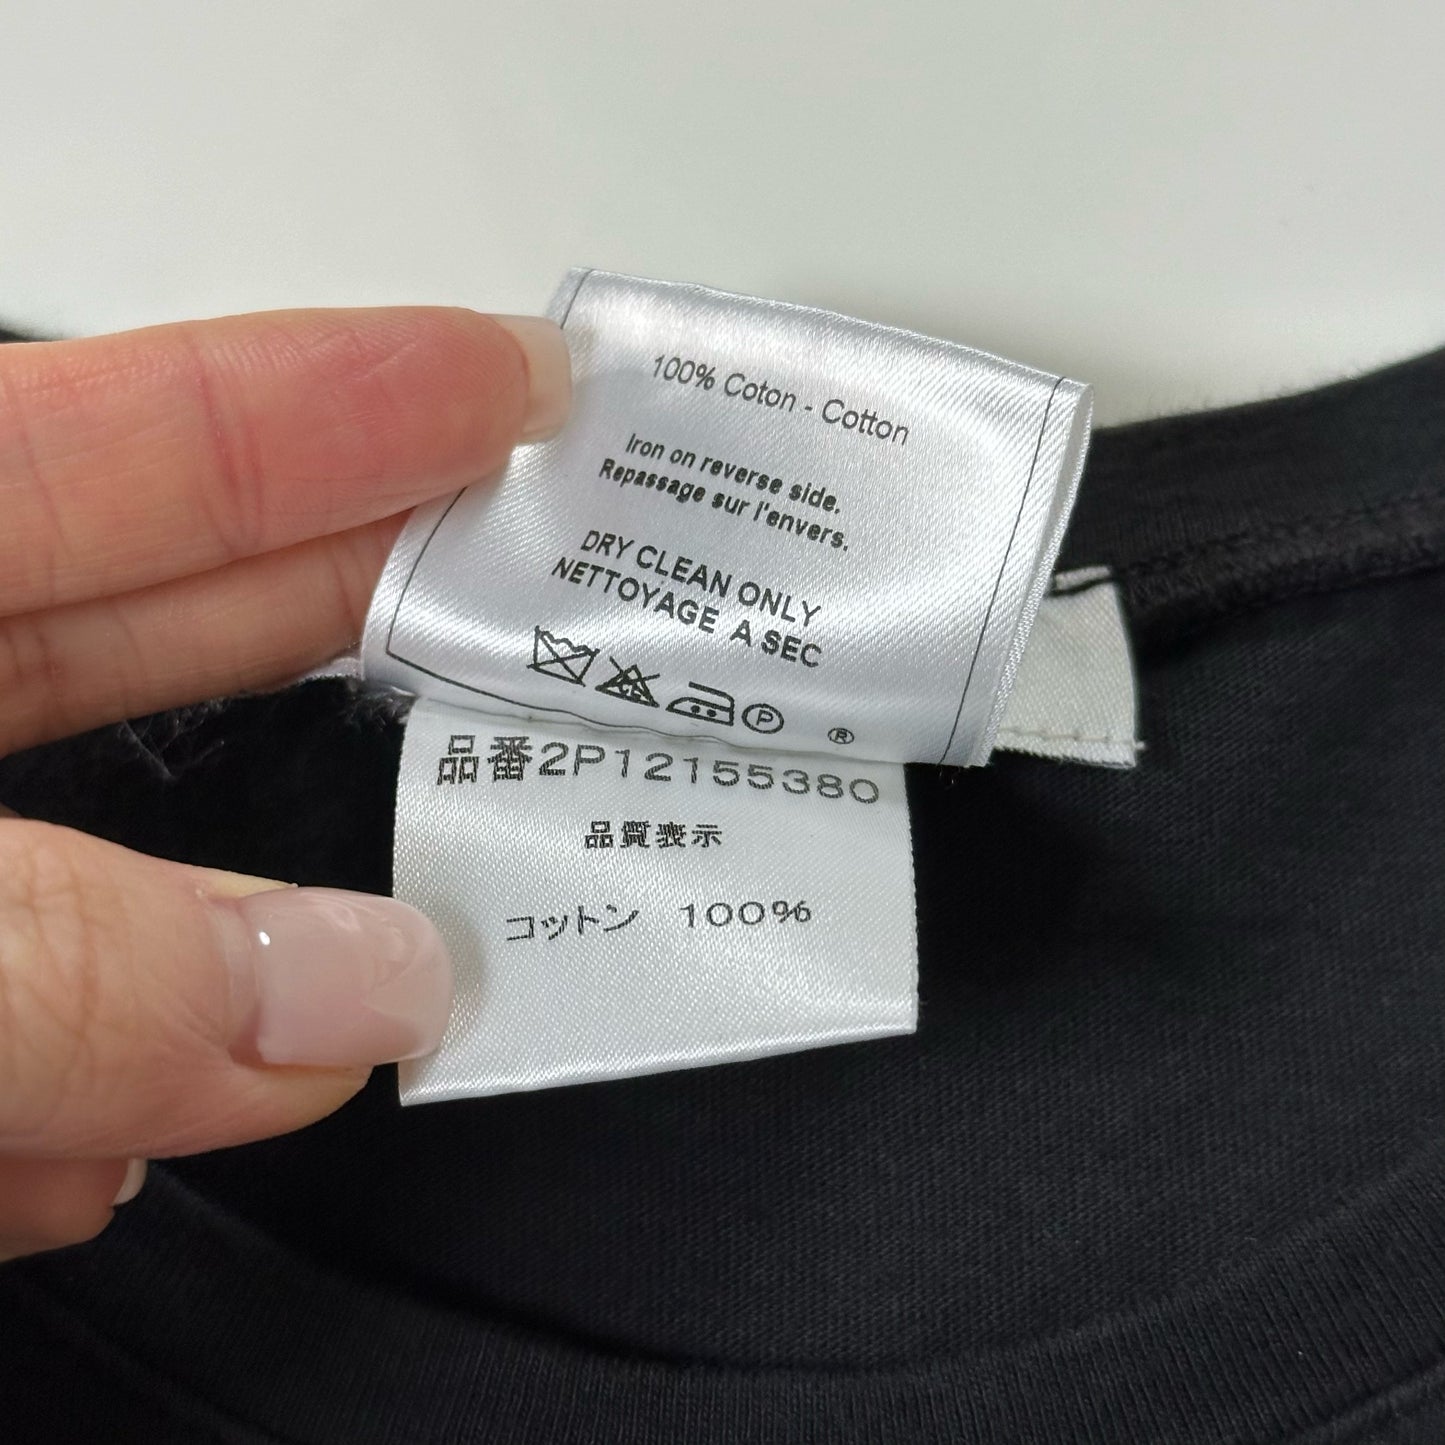 100% Coton - Cotton
Iron on reverse side.
Repassage sur l'envers.
DRY CLEAN ONLY
NETTOYAGE A SEC
CL
P
®
品番2P12155380
品質表示
コットン 100%